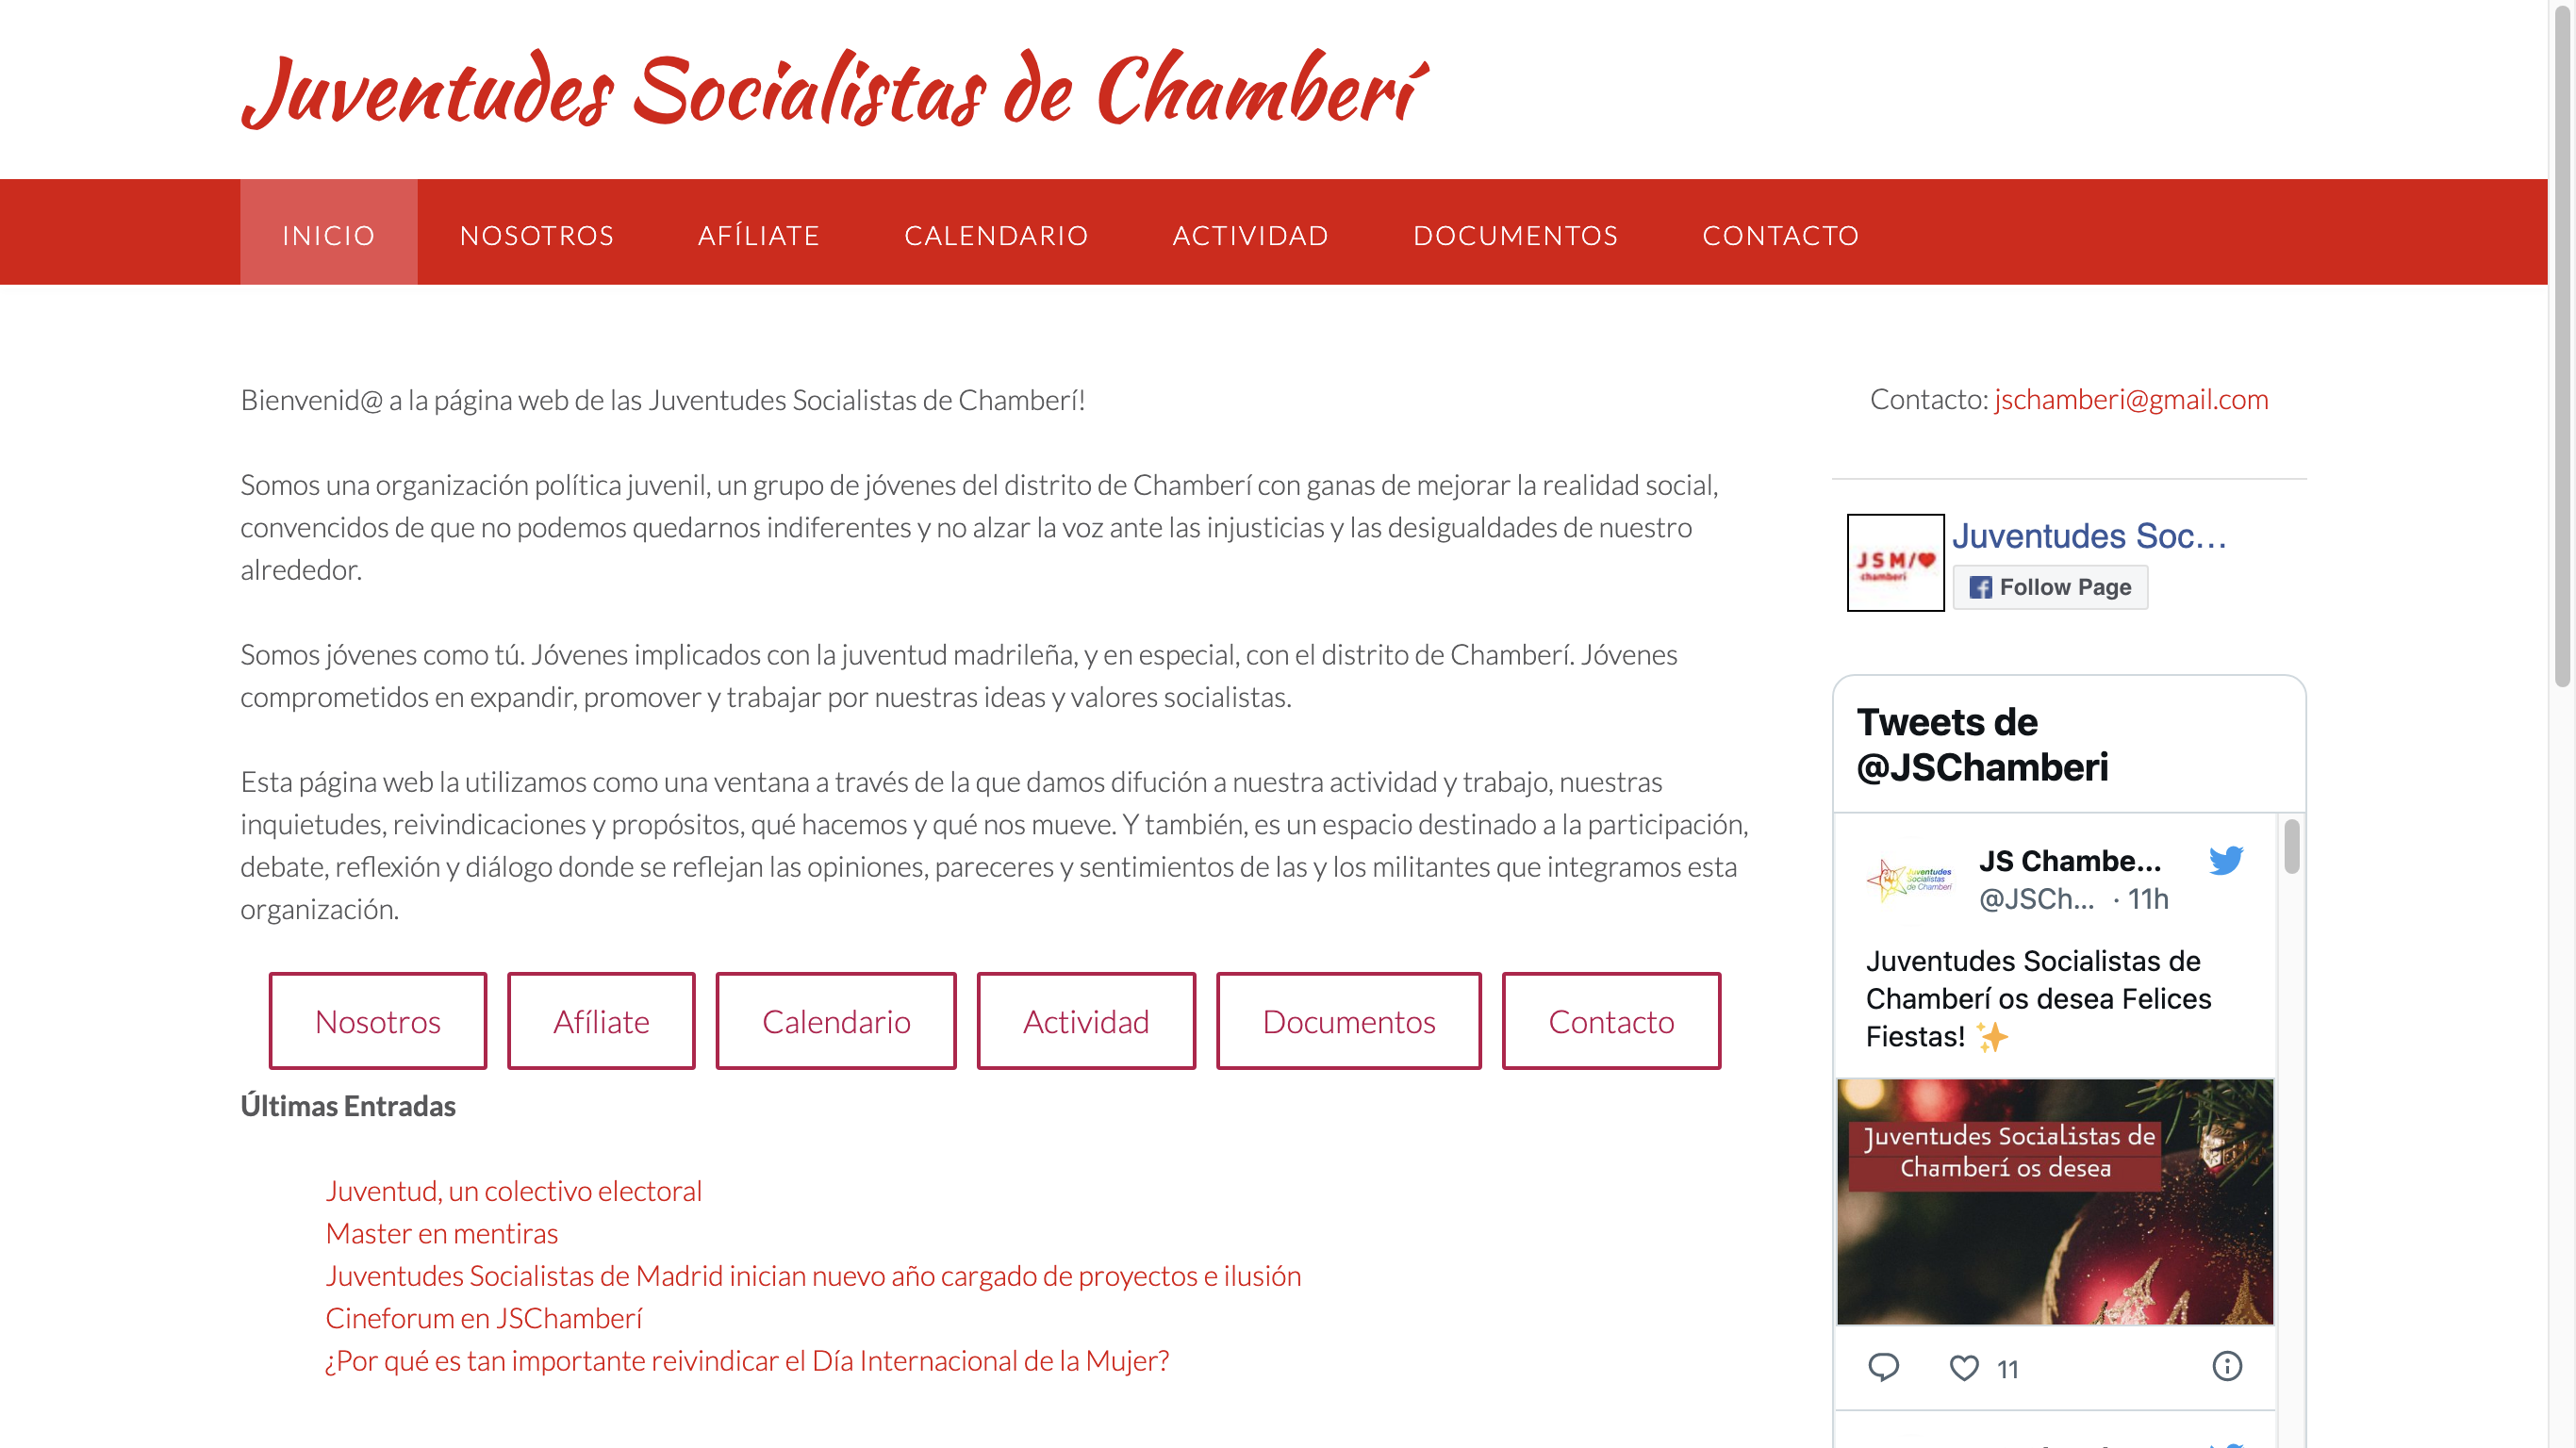 Juventudes Socialistas de Chamberí
INICIO
NOSOTROS
AFÍLIATE
CALENDARIO
ACTIVIDAD
DOCUMENTOS
CONTACTO
Bienvenid@ a la página web de las Juventudes Socialistas de Chamberí!
Somos una organización política juvenil, un grupo de jóvenes del distrito de Chamberí con ganas de mejorar la realidad social,
convencidos de que no podemos quedarnos indiferentes y no alzar la voz ante las injusticias y las desigualdades de nuestro
alrededor.
Somos jóvenes como tú. Jóvenes implicados con la juventud madrileña, y en especial, con el distrito de Chamberí. Jóvenes
comprometidos en expandir, promover y trabajar por nuestras ideas y valores socialistas.
Esta página web la utilizamos como una ventana a través de la que damos difución a nuestra actividad y trabajo, nuestras
inquietudes, reivindicaciones y propósitos, qué hacemos y qué nos mueve. Y también, es un espacio destinado a la participación,
debate, reflexión y diálogo donde se reflejan las opiniones, pareceres y sentimientos de las y los militantes que integramos esta
organización.
Nosotros
Afíliate
Calendario
Actividad
Documentos
Contacto
Últimas Entradas
Juventud, un colectivo electoral
Master en mentiras
Juventudes Socialistas de Madrid inician nuevo año cargado de proyectos e ilusión
Cineforum en JSChamberí
¿Por qué es tan importante reivindicar el Día Internacional de la Mujer?
Contacto: jschamberi@gmail.com
JSM/
chamberí
Juventudes Soc...
Follow Page
Tweets de
@JSChamberi
Juventudes
Socialistas
de Chamberí
JS Chambe...
@JSCh... · 11h
Juventudes Socialistas de
Chamberí os desea Felices
Fiestas! ✨
Juventudes Socialistas de
Chamberí os desea
11